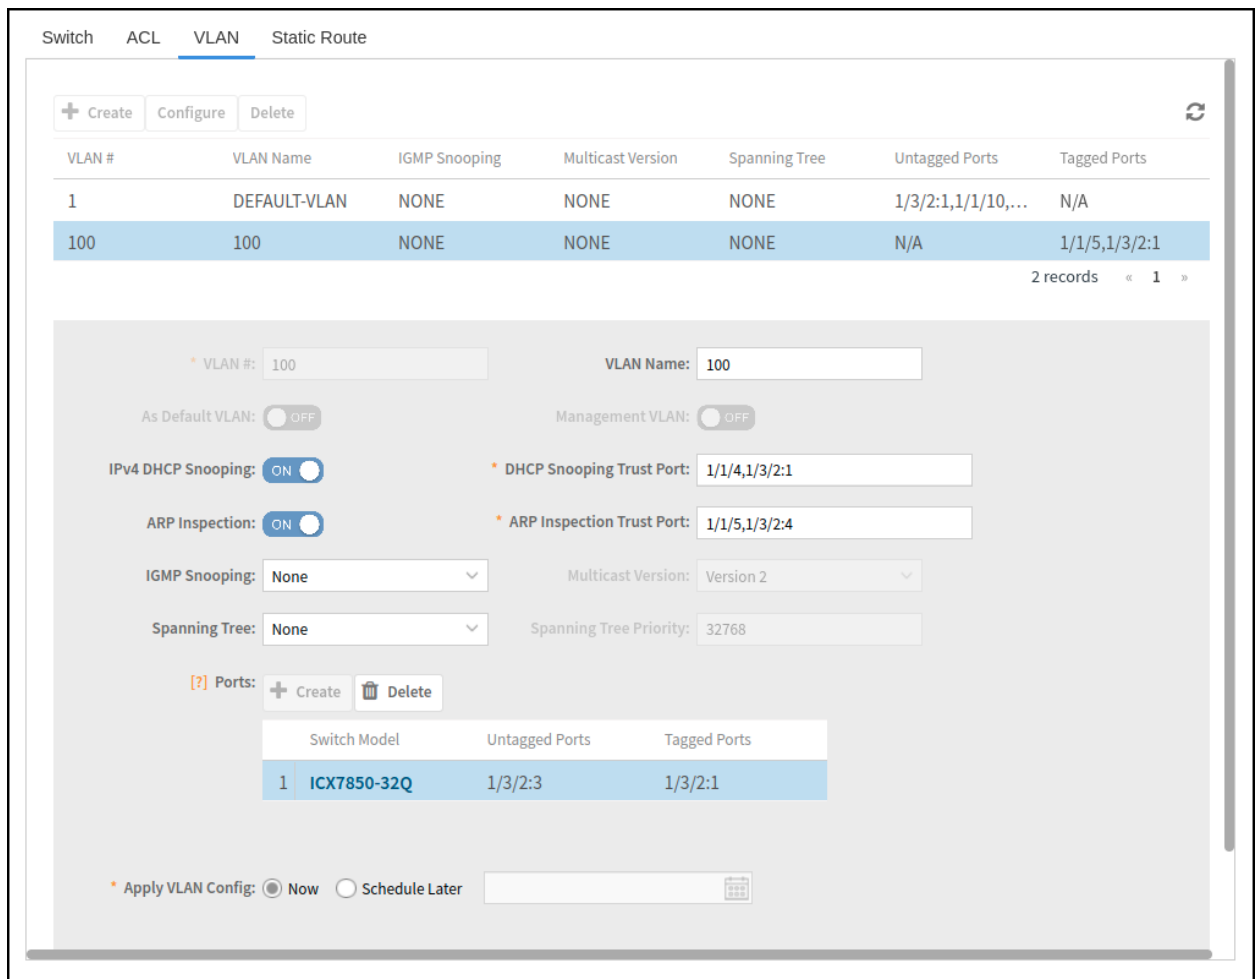 Switch ACL VLAN Static Route
Create Configure Delete
VLAN # VLAN Name IGMP Snooping Multicast Version Spanning Tree Untagged Ports Tagged Ports
1 DEFAULT-VLAN NONE NONE NONE 1/3/2:1,1/1/10,... N/A
100 100 NONE NONE NONE N/A 1/1/5,1/3/2:1
2 records « 1 »
* VLAN #: 100 VLAN Name: 100
As Default VLAN: OFF Management VLAN: OFF
IPv4 DHCP Snooping: ON * DHCP Snooping Trust Port: 1/1/4,1/3/2:1
ARP Inspection: ON * ARP Inspection Trust Port: 1/1/5,1/3/2:4
IGMP Snooping: None Multicast Version: Version 2
Spanning Tree: None Spanning Tree Priority: 32768
[?] Ports: Create Delete
Switch Model Untagged Ports Tagged Ports
1 ICX7850-32Q 1/3/2:3 1/3/2:1
* Apply VLAN Config: Now Schedule Later